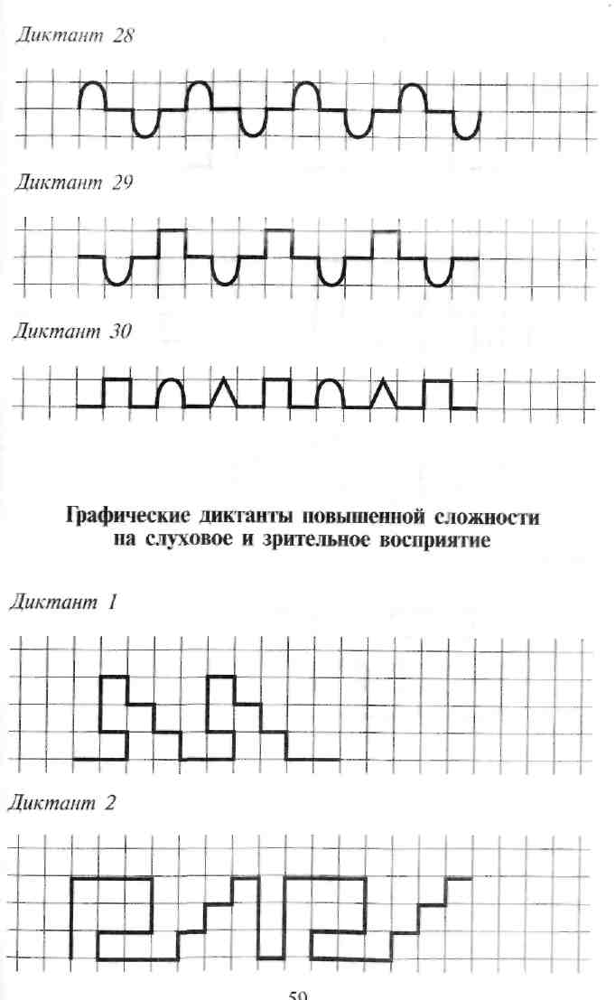 Диктант 28
Диктант 29
Диктант 30
Графические диктанты повышенной сложности
на слуховое и зрительное восприятие
Диктант 1
Диктант 2
59